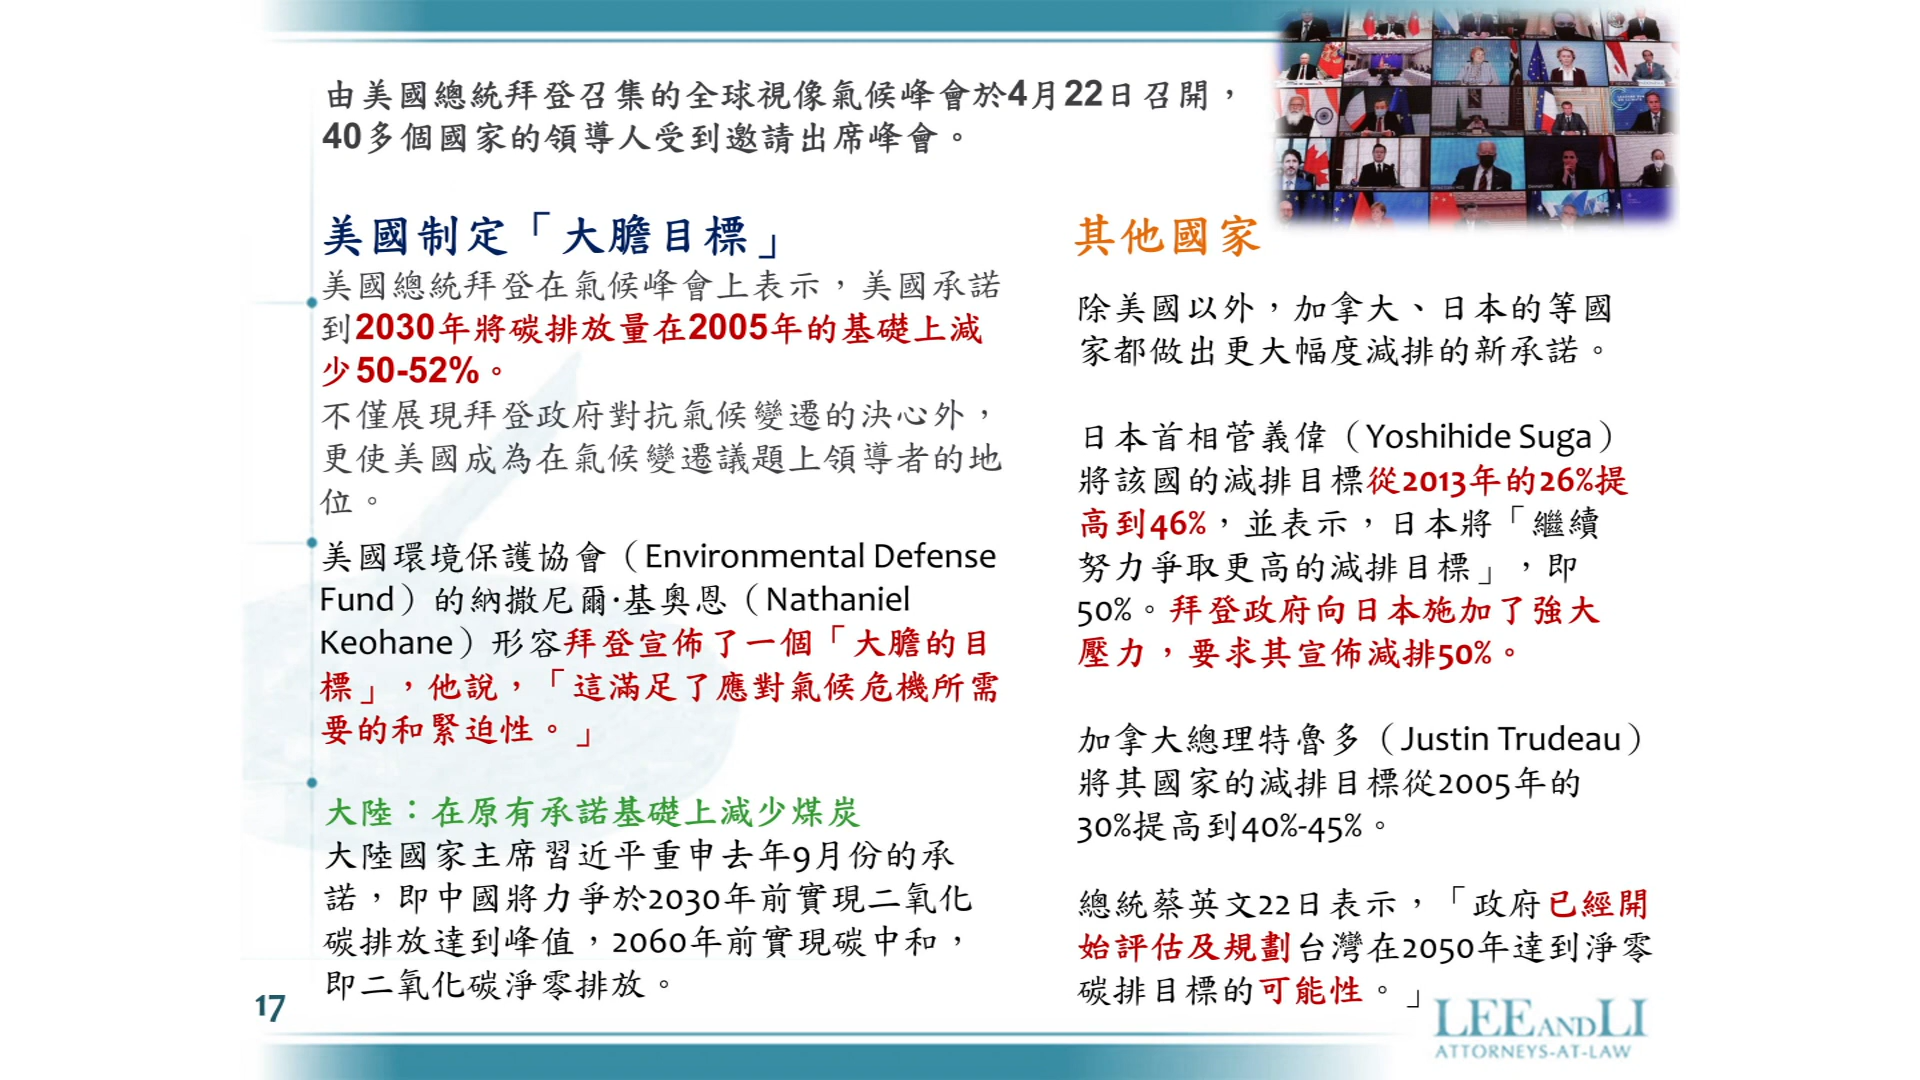 由美國總統拜登召集的全球視像氣候峰會於4月22日召開，
40多個國家的領導人受到邀請出席峰會。
美國制定「大膽目標」
美國總統拜登在氣候峰會上表示，美國承諾
到2030年將碳排放量在2005年的基礎上減
少50-52%。
不僅展現拜登政府對抗氣候變遷的決心外，
更使美國成為在氣候變遷議題上領導者的地
位。
美國環境保護協會（Environmental Defense
Fund）的納撒尼爾·基奧恩（Nathaniel
Keohane）形容拜登宣佈了一個「大膽的目
標」，他說，「這滿足了應對氣候危機所需
要的和緊迫性。」
大陸：在原有承諾基礎上減少煤炭
大陸國家主席習近平重申去年9月份的承
諾，即中國將力爭於2030年前實現二氧化
碳排放達到峰值，2060年前實現碳中和，
即二氧化碳淨零排放。
其他國家
除美國以外，加拿大、日本的等國
家都做出更大幅度減排的新承諾。
日本首相菅義偉（Yoshihide Suga）
將該國的減排目標從2013年的26%提
高到46%，並表示，日本將「繼續
努力爭取更高的減排目標」，即
50%。拜登政府向日本施加了強大
壓力，要求其宣佈減排50%。
加拿大總理特魯多（Justin Trudeau）
將其國家的減排目標從2005年的
30%提高到40%-45%。
總統蔡英文22日表示，「政府已經開
始評估及規劃台灣在2050年達到淨零
碳排目標的可能性。」
17
LEE AND LI
ATTORNEYS-AT-LAW